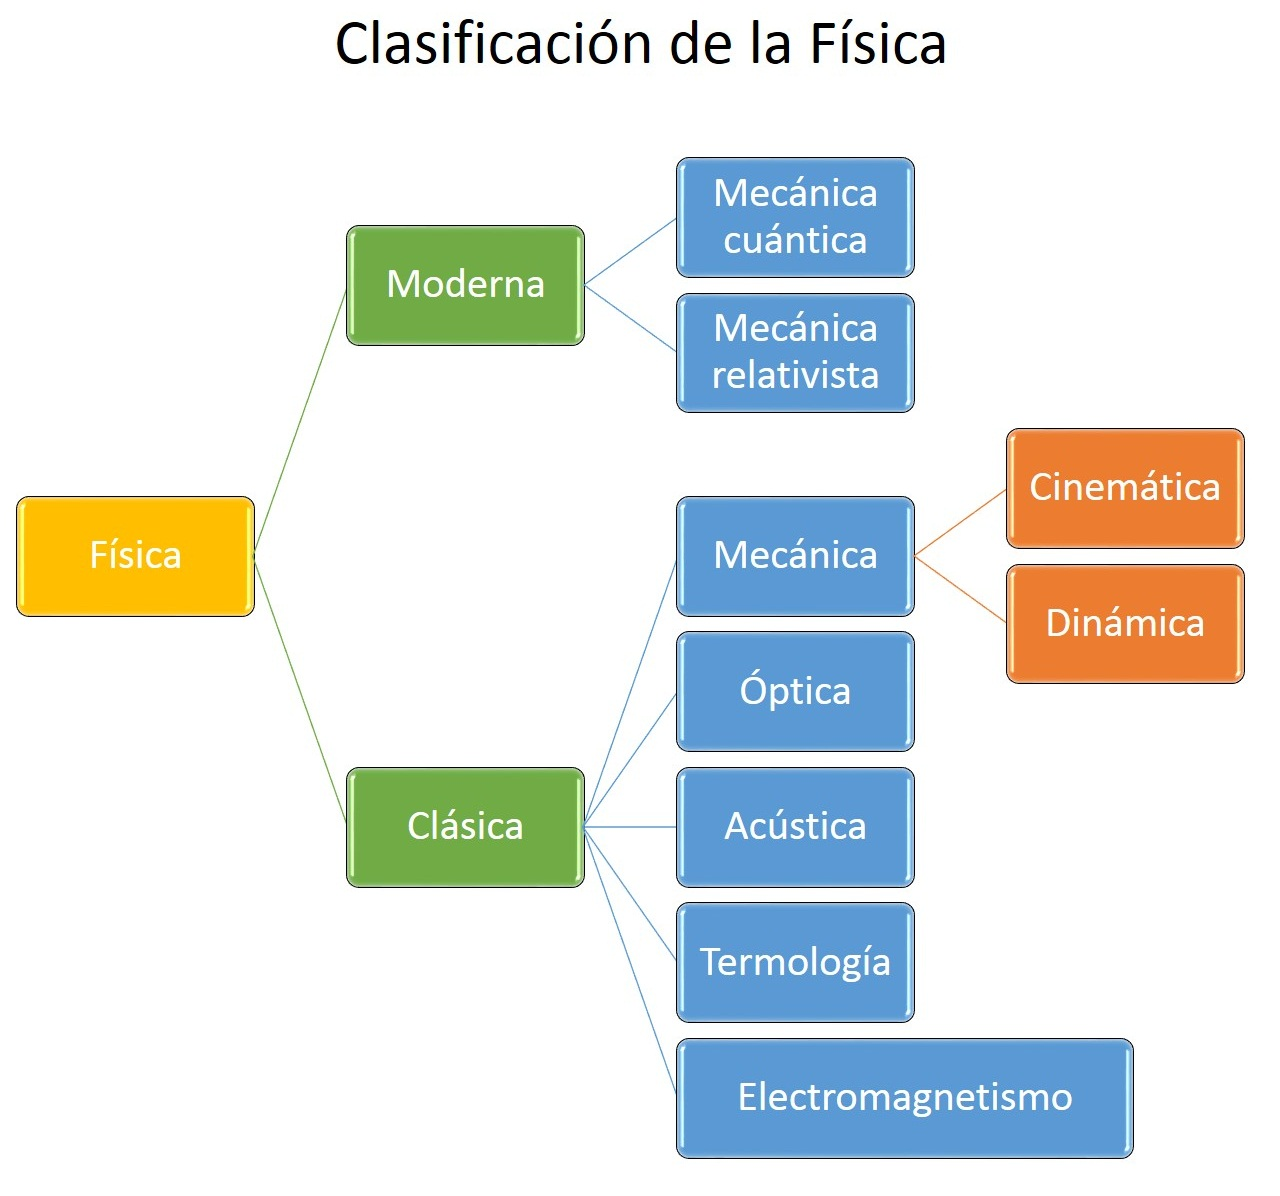 Clasificación de la Física
Física
Moderna
Mecánica
cuántica
Mecánica
relativista
Clásica
Mecánica
Cinemática
Dinámica
Óptica
Acústica
Termología
Electromagnetismo